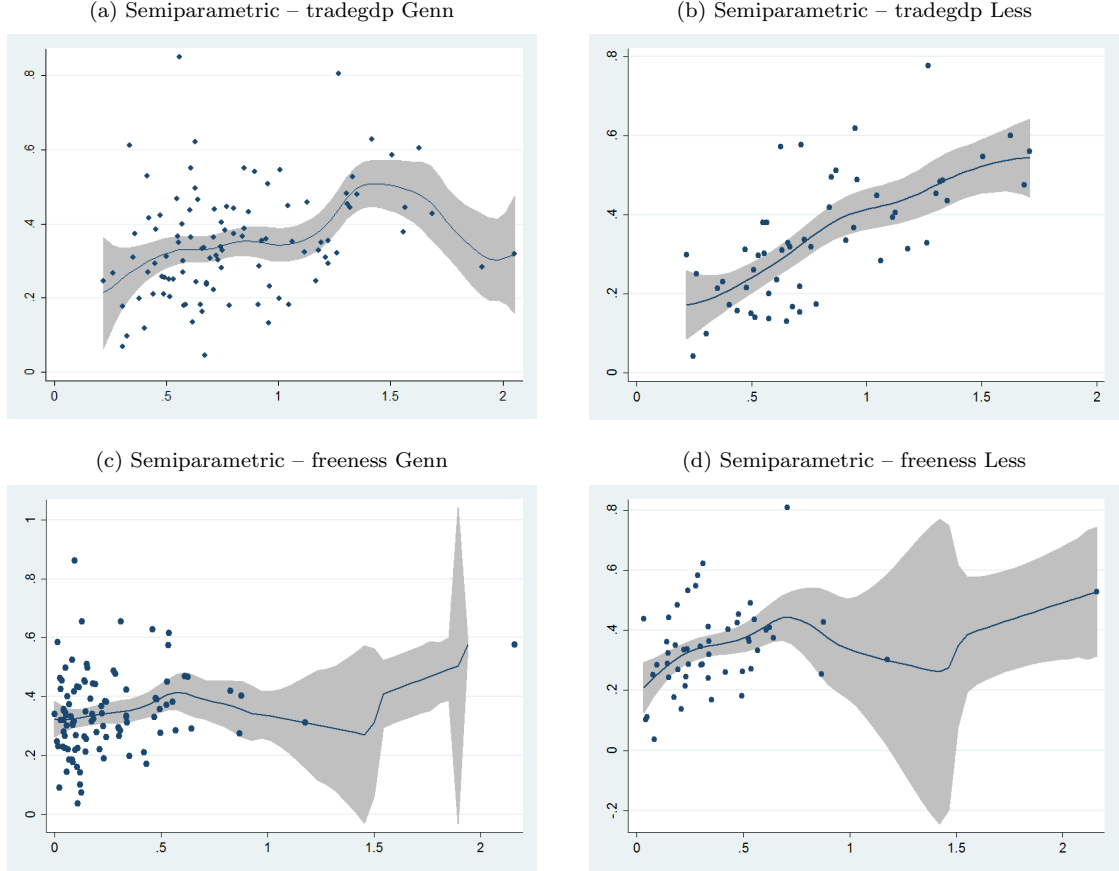 (a) Semiparametric – tradegdp Genn
(b) Semiparametric – tradegdp Less
.8
.6
.4
.2
0
0 .5 1 1.5 2
.8
.6
.4
.2
0
0 .5 1 1.5 2
(c) Semiparametric – freeness Genn
(d) Semiparametric – freeness Less
1
.8
.6
.4
.2
0
0 .5 1 1.5 2
.8
.6
.4
.2
0
-.2
0 .5 1 1.5 2